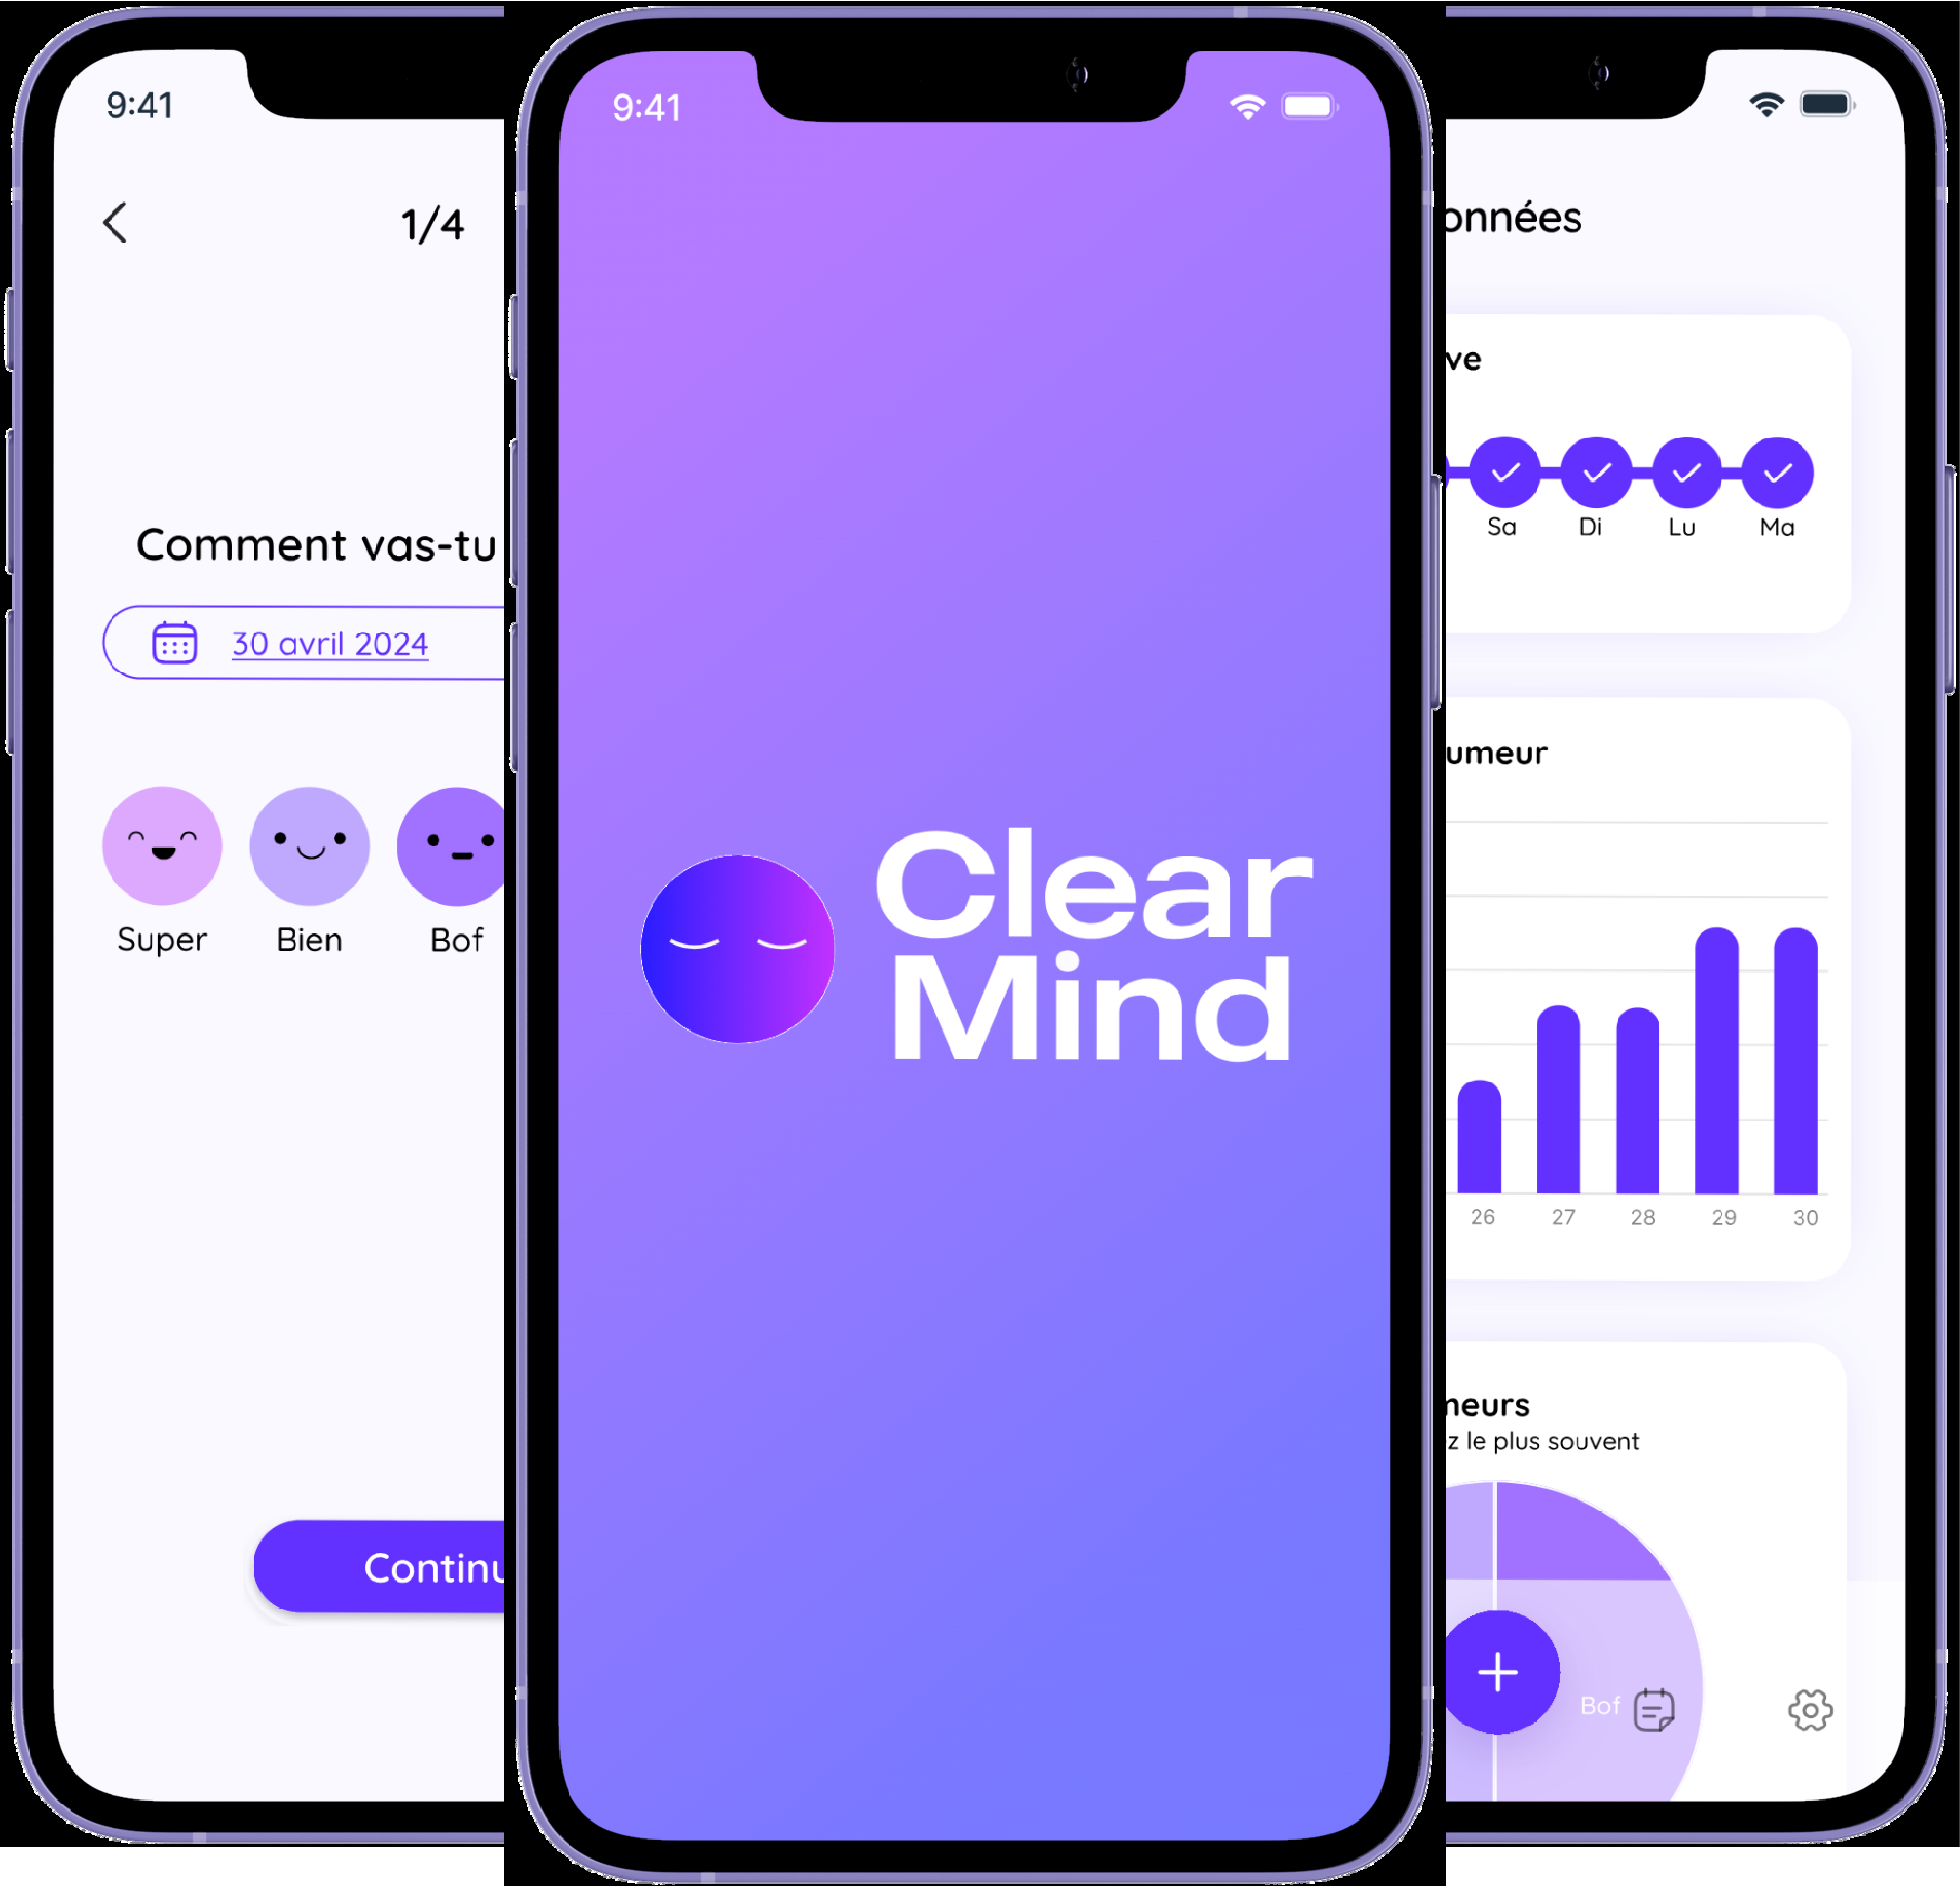 9:41
1/4
Comment vas-tu
30 avril 2024
Super Bien Bof
Continu
9:41
Clear
Mind
onnées
ve
Sa Di Lu Ma
umeur
26 27 28 29 30
meurs
z le plus souvent
Bof